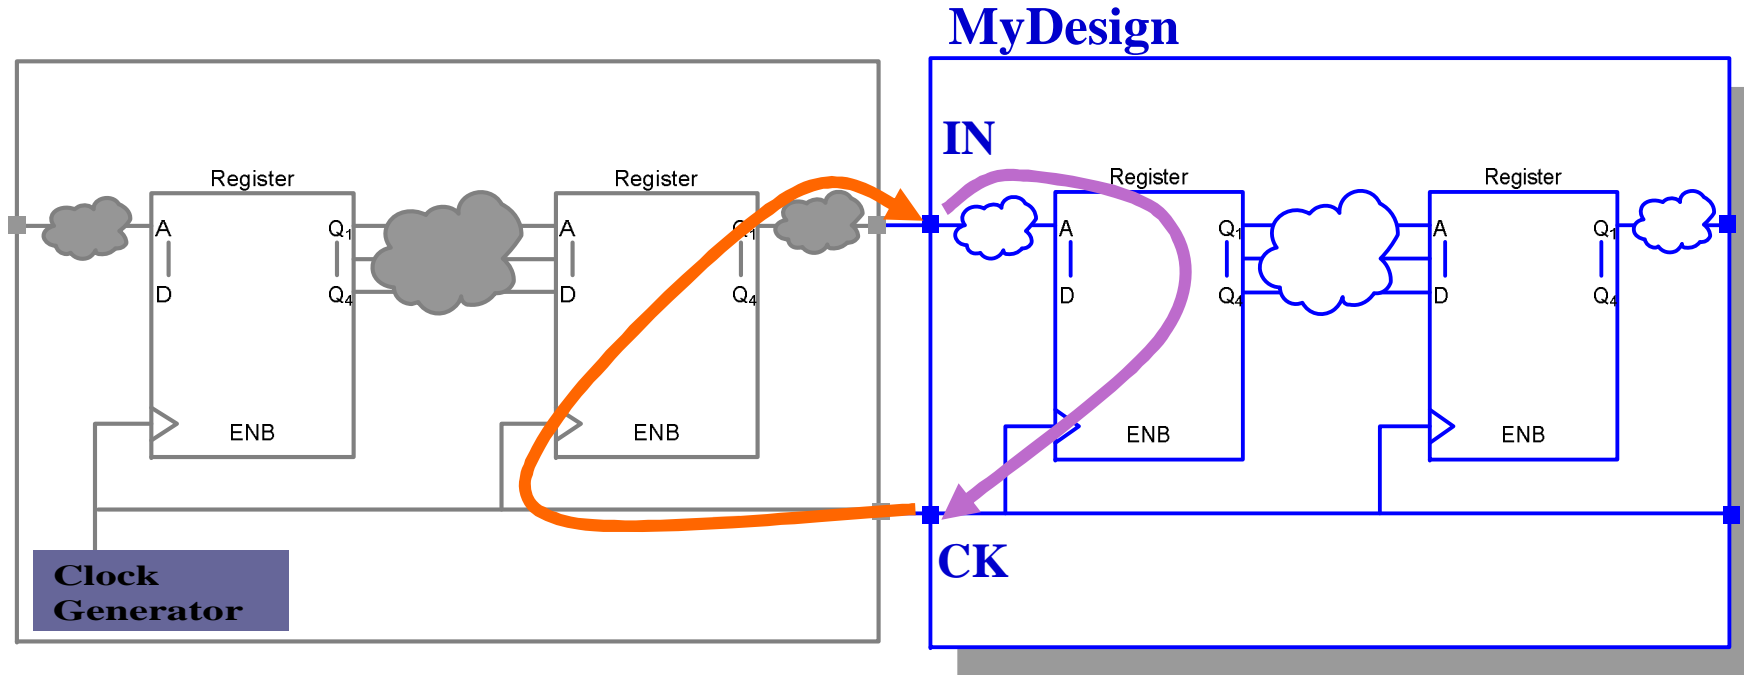 MyDesign
IN
Register
Register
Register
Register
A
Q1
A
Q1
A
Q1
A
Q1
D
Q4
D
Q4
D
Q4
D
Q4
ENB
ENB
ENB
ENB
CK
Clock
Generator